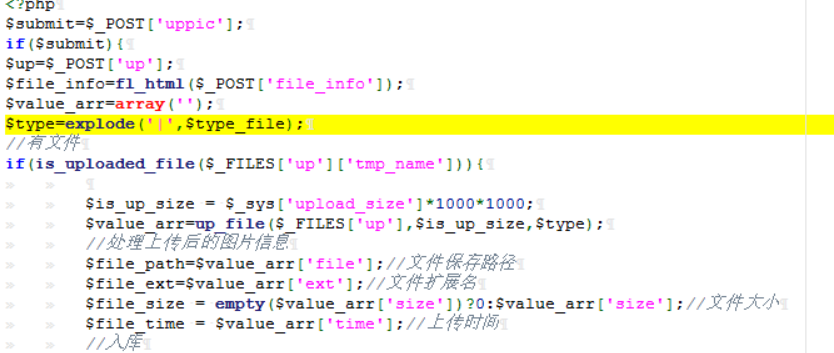 <?php
$submit=$_POST['uppic'];
if($submit){
$up=$_POST['up'];
$file_info=fl_html($_POST['file_info']);
$value_arr=array('');
$type=explode('|',$type_file);
//有文件
if(is_uploaded_file($_FILES['up']['tmp_name'])){
$is_up_size = $_sys['upload_size']*1000*1000;
$value_arr=up_file($_FILES['up'],$is_up_size,$type);
//处理上传后的图片信息
$file_path=$value_arr['file'];//文件保存路径
$file_ext=$value_arr['ext'];//文件扩展名
$file_size = empty($value_arr['size'])?0:$value_arr['size'];//文件大小
$file_time = $value_arr['time'];//上传时间
//入库